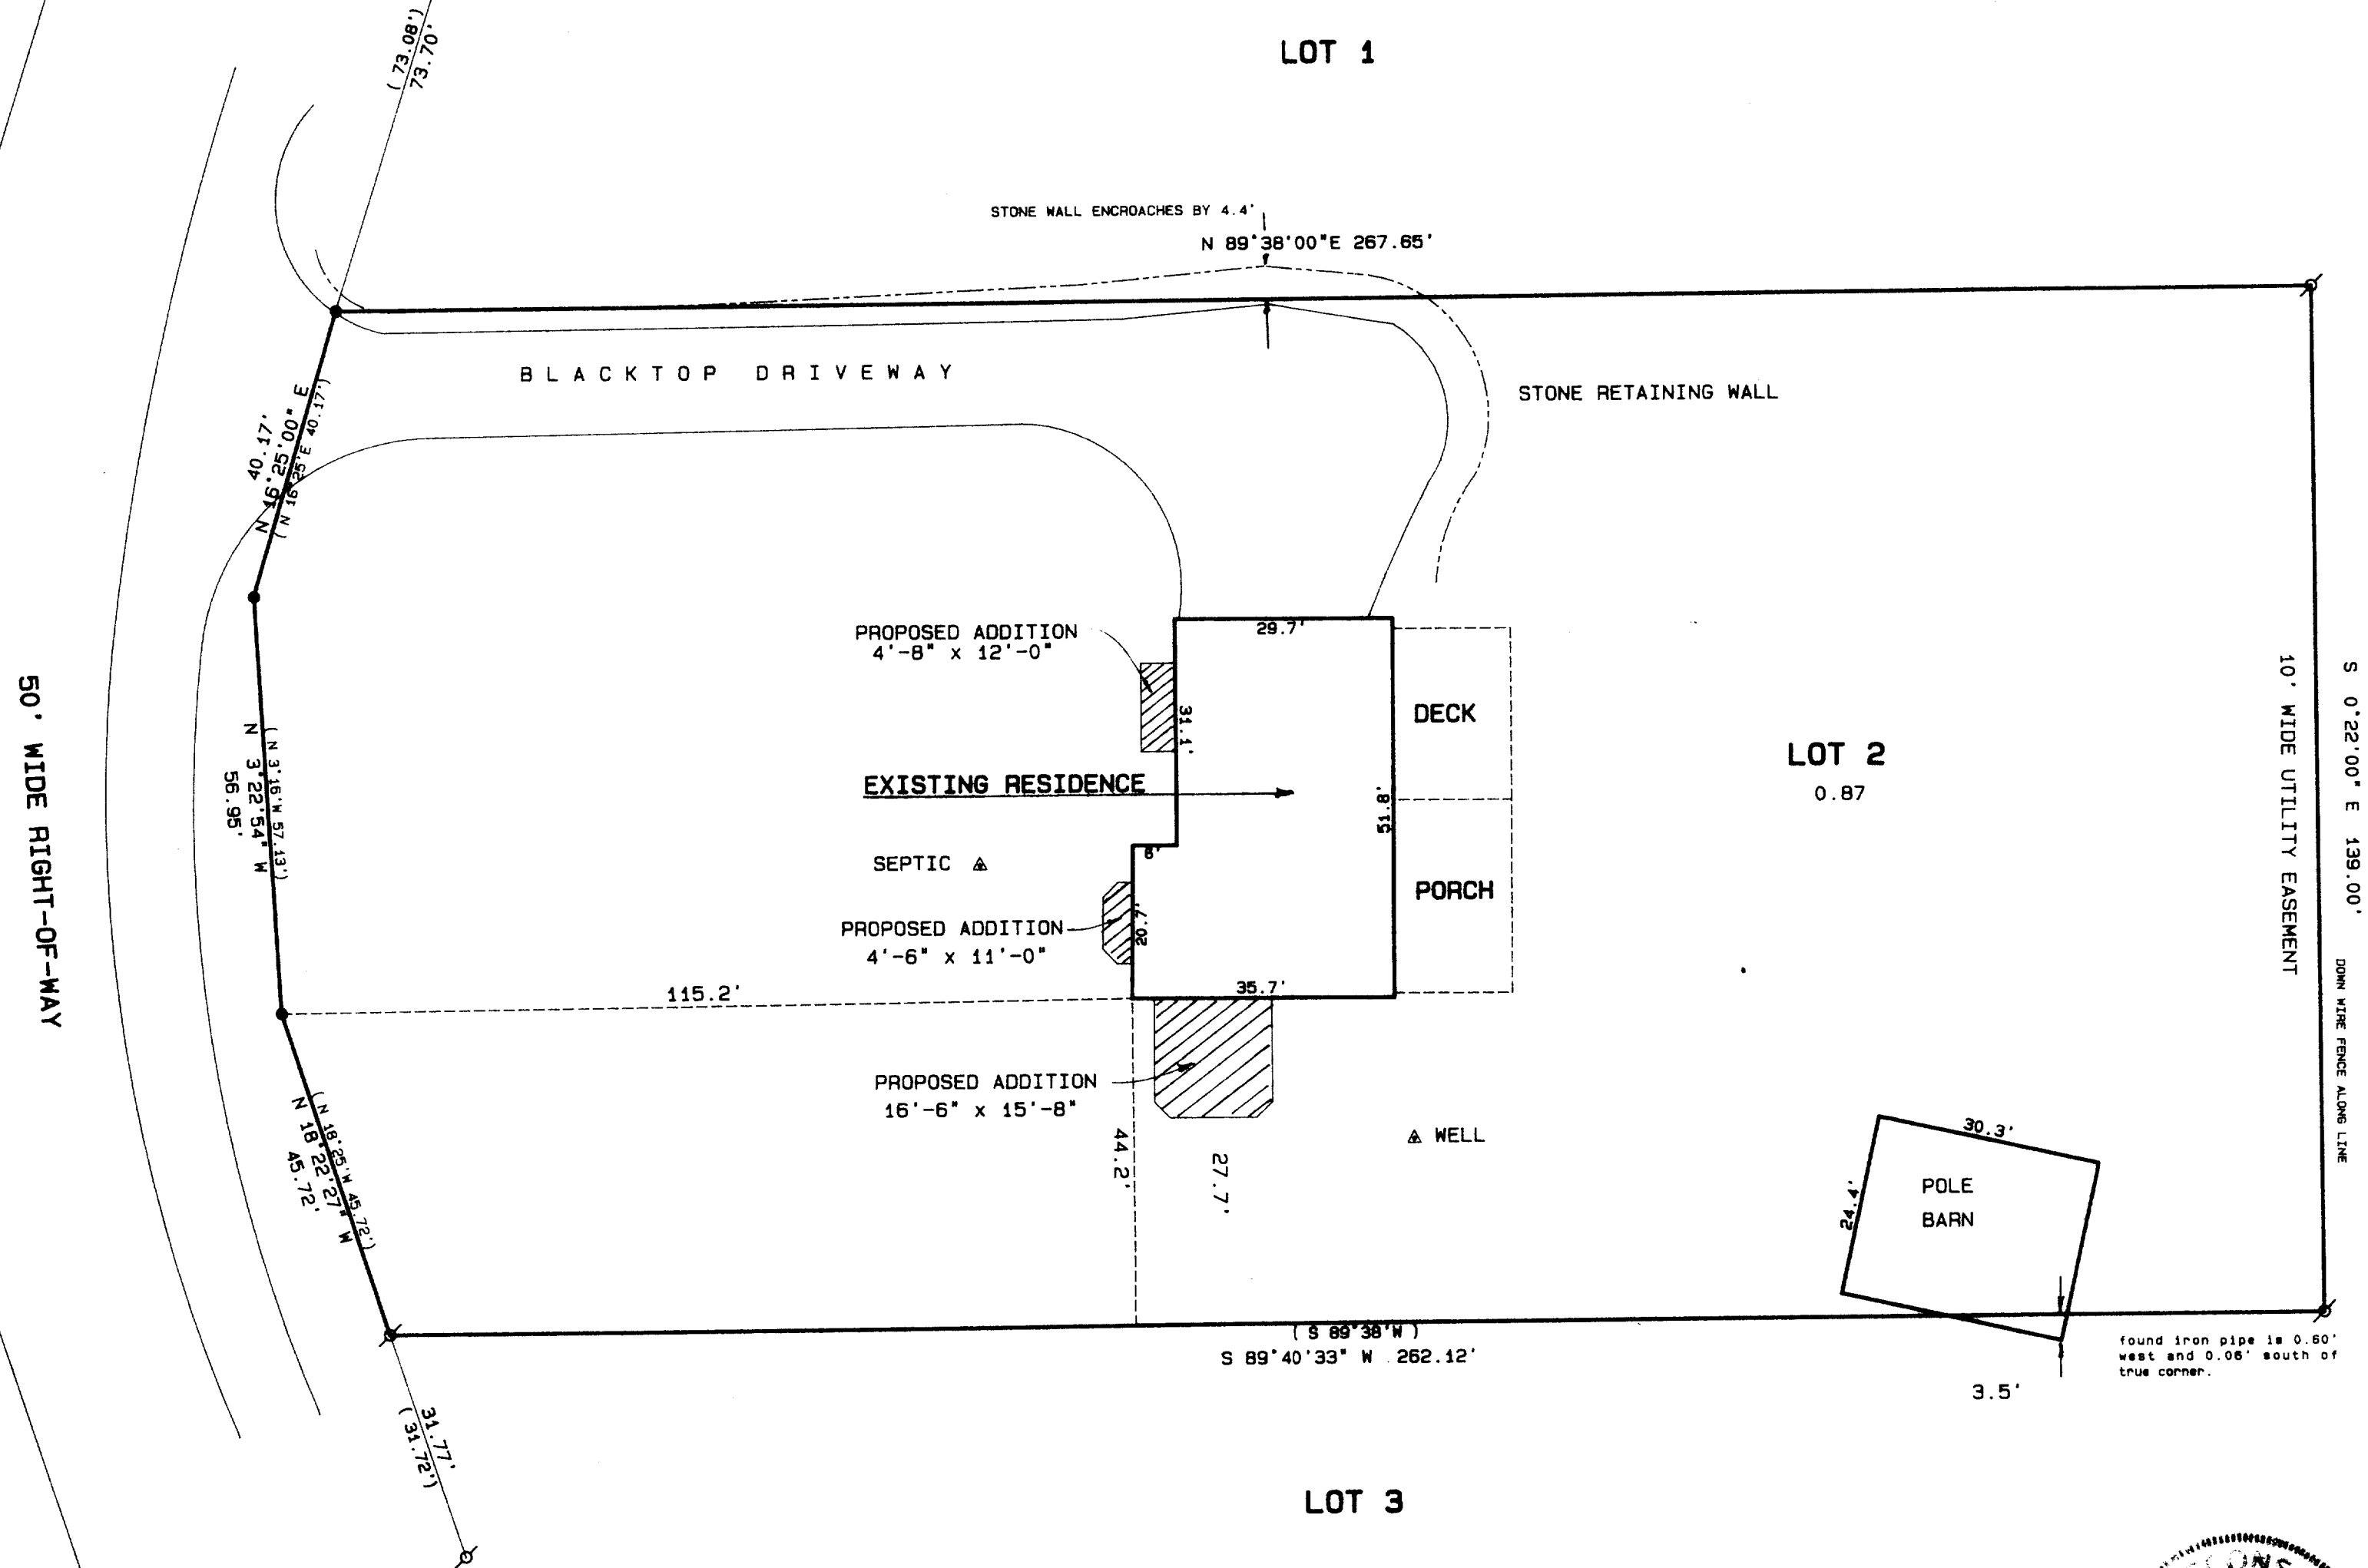 ( 73.08')
73.70'
LOT 1
STONE WALL ENCROACHES BY 4.4'
N 89°38'00"E 267.65'
BLACKTOP DRIVEWAY
STONE RETAINING WALL
40.17'
N 16°25'00" E
( N 16°25'E 40.17')
PROPOSED ADDITION
4'-8" x 12'-0"
29.7'
31.1'
DECK
EXISTING RESIDENCE
51.8'
LOT 2
0.87
10' WIDE UTILITY EASEMENT
S 0°22'00" E 139.00'
50' WIDE RIGHT-OF-WAY
( N 3°16'W 57.13')
N 3°22'54" W
56.95'
6'
SEPTIC
PORCH
PROPOSED ADDITION
4'-6" x 11'-0"
20.7'
115.2'
35.7'
DOWN WIRE FENCE ALONG LINE
PROPOSED ADDITION
16'-6" x 15'-8"
44.2'
27.7'
WELL
30.3'
24.4'
POLE
BARN
( N 18°25'W 45.72')
N 18°22'27" W
45.72'
( S 89°38'W )
S 89°40'33" W 262.12'
found iron pipe is 0.60'
west and 0.06' south of
true corner.
3.5'
31.77'
( 31.72')
LOT 3